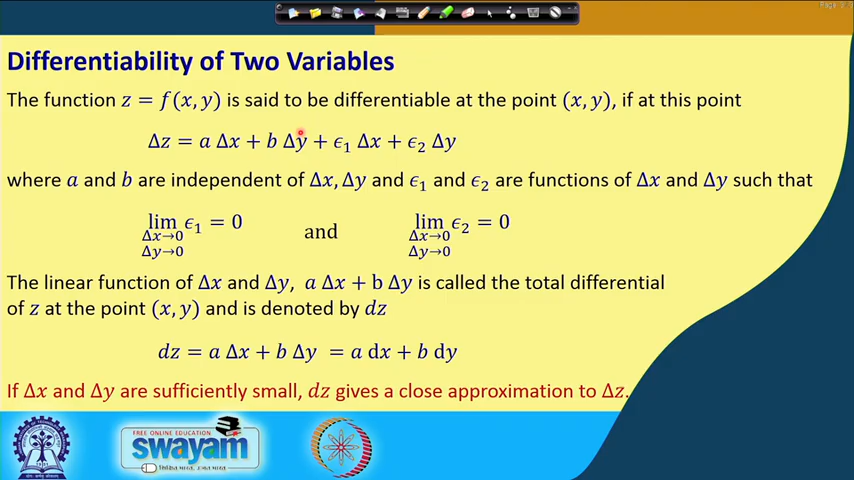 Differentiability of Two Variables
The function z = f(x, y) is said to be differentiable at the point (x, y), if at this point
Δz = a Δx + b Δy + ϵ₁ Δx + ϵ₂ Δy
where a and b are independent of Δx, Δy and ϵ₁ and ϵ₂ are functions of Δx and Δy such that
lim ϵ₁ = 0 and lim ϵ₂ = 0
Δx→0 Δx→0
Δy→0 Δy→0
The linear function of Δx and Δy, a Δx + b Δy is called the total differential
of z at the point (x, y) and is denoted by dz
dz = a Δx + b Δy = a dx + b dy
If Δx and Δy are sufficiently small, dz gives a close approximation to Δz.
FREE ONLINE EDUCATION
swayam